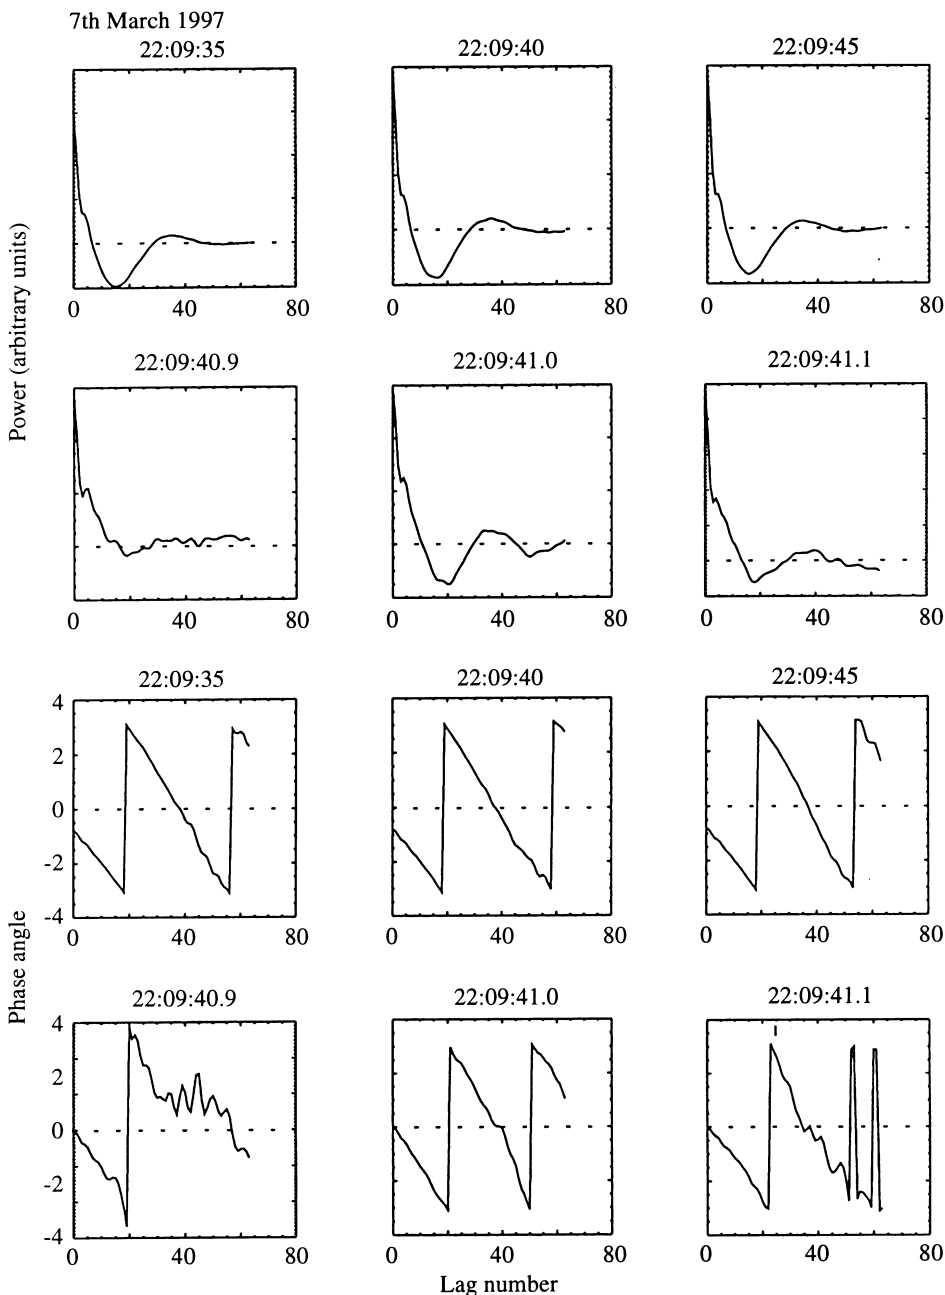 7th March 1997
22:09:35 22:09:40 22:09:45
Power (arbitrary units)
0 40 80 0 40 80 0 40 80
22:09:40.9 22:09:41.0 22:09:41.1
0 40 80 0 40 80 0 40 80
22:09:35 22:09:40 22:09:45
4
2
0
-2
-4
0 40 80 0 40 80 0 40 80
Phase angle
22:09:40.9 22:09:41.0 22:09:41.1
4
2
0
-2
-4
0 40 80 0 40 80 0 40 80
Lag number